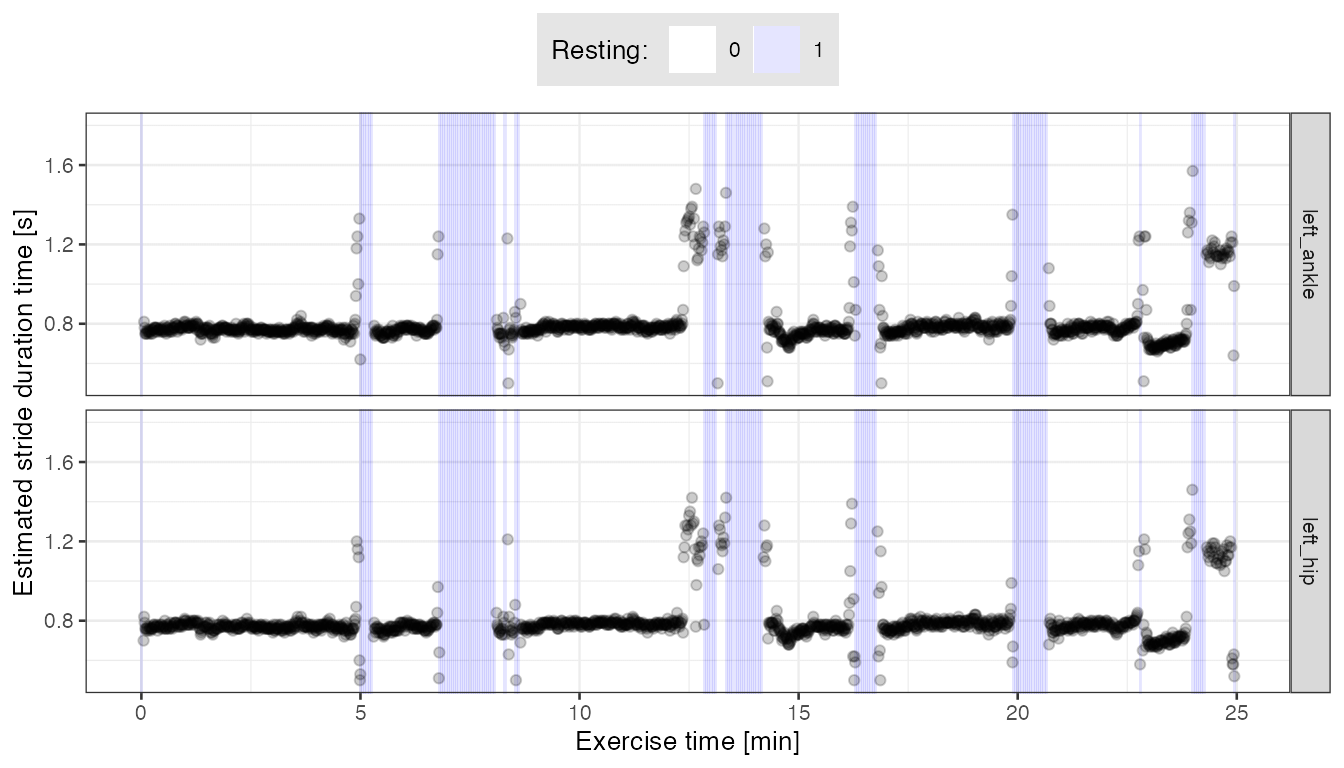 Resting: 0 1
Estimated stride duration time [s]
1.6
1.2
0.8
left_ankle
1.6
1.2
0.8
left_hip
0 5 10 15 20 25
Exercise time [min]